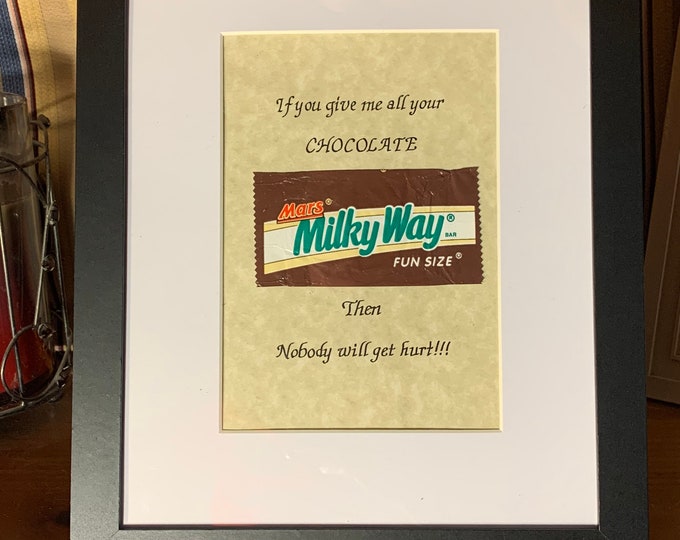 If you give me all your
CHOCOLATE
Mars®
Milky Way® BAR
FUN SIZE®
Then
Nobody will get hurt!!!